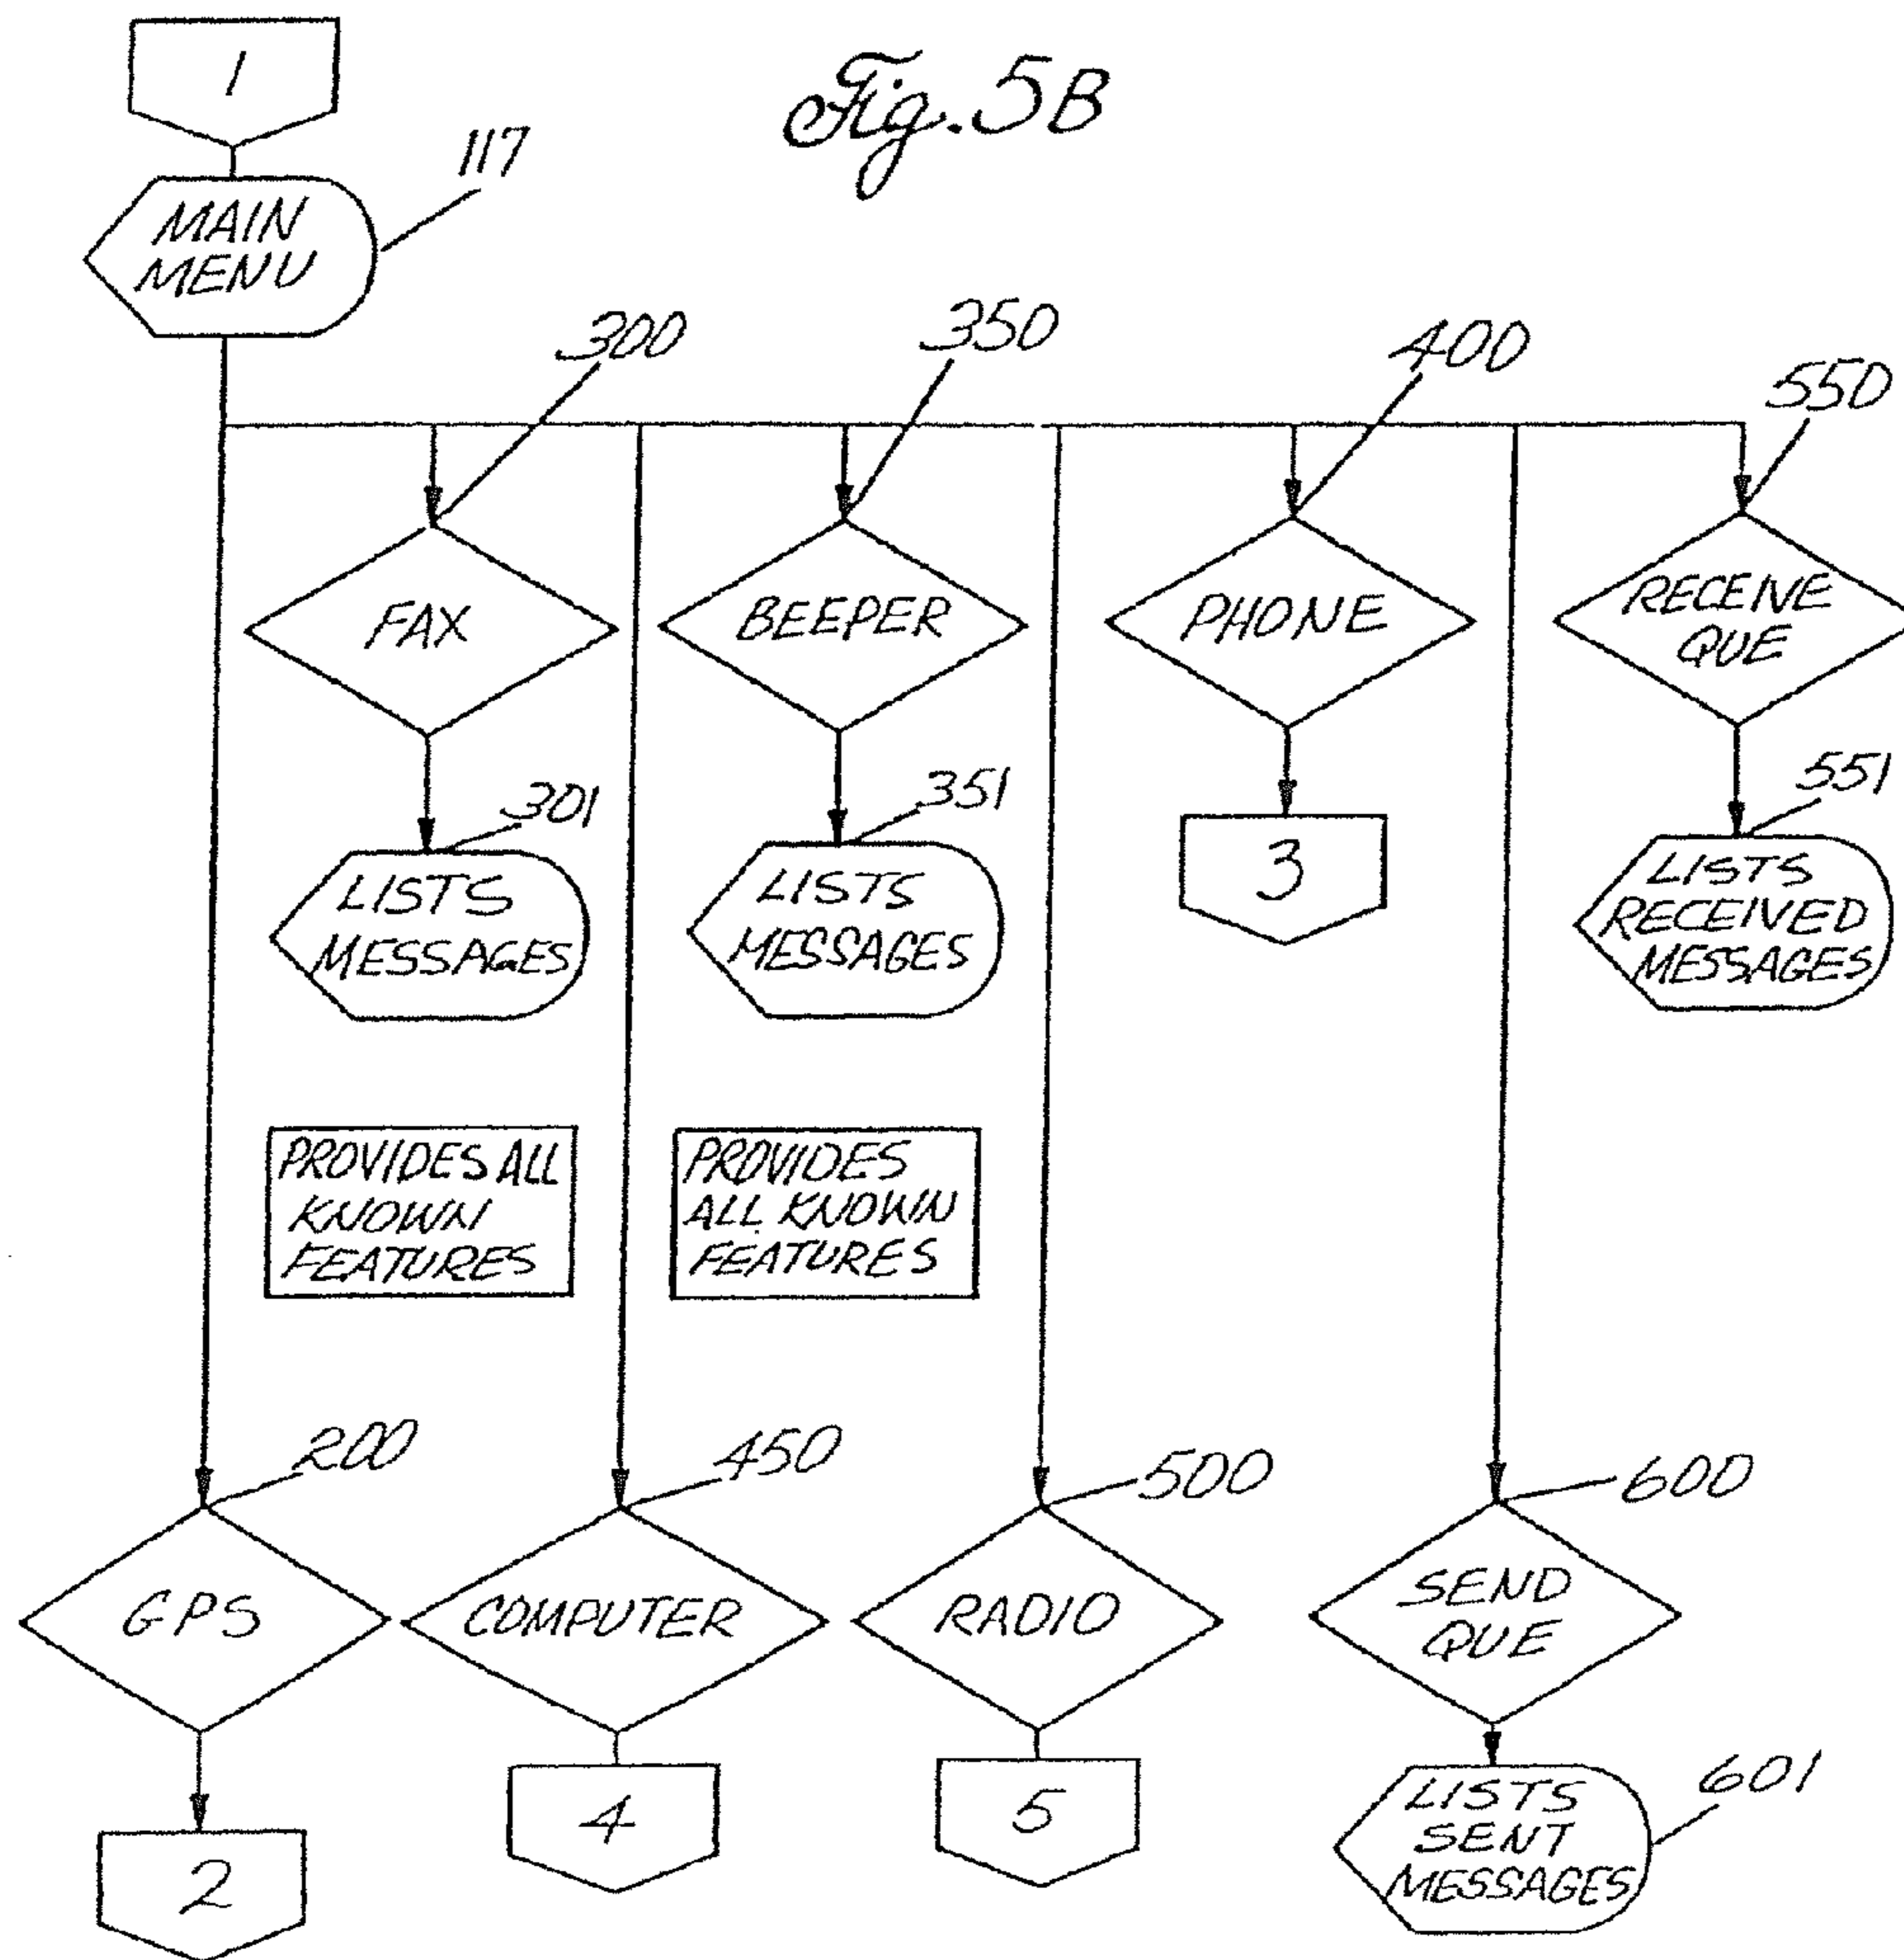 Fig. 5B
1
117
MAIN
MENU
300
350
400
550
FAX
BEEPER
PHONE
RECEIVE
QUE
301
LISTS
MESSAGES
351
LISTS
MESSAGES
3
551
LISTS
RECEIVED
MESSAGES
PROVIDES ALL
KNOWN
FEATURES
PROVIDES
ALL KNOWN
FEATURES
200
450
500
600
GPS
COMPUTER
RADIO
SEND
QUE
2
4
5
601
LISTS
SENT
MESSAGES